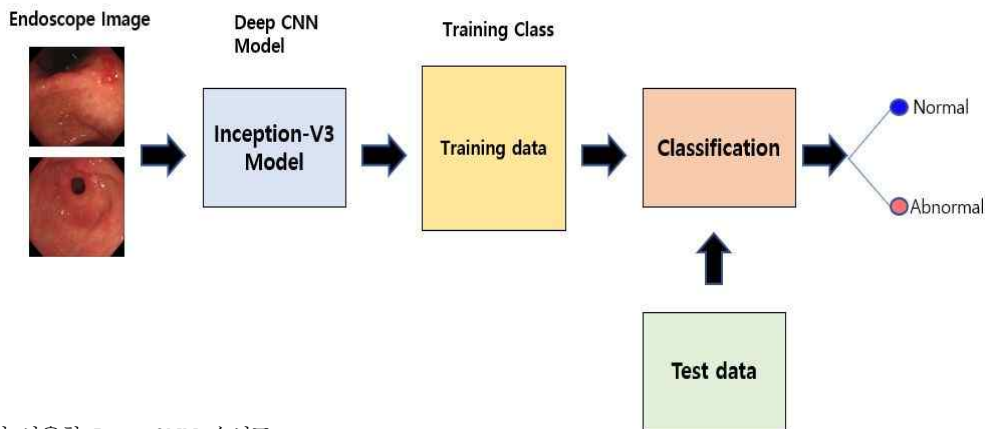 Endoscope Image
Deep CNN
Model
Training Class
Inception-V3
Model
Training data
Classification
Normal
Abnormal
Test data